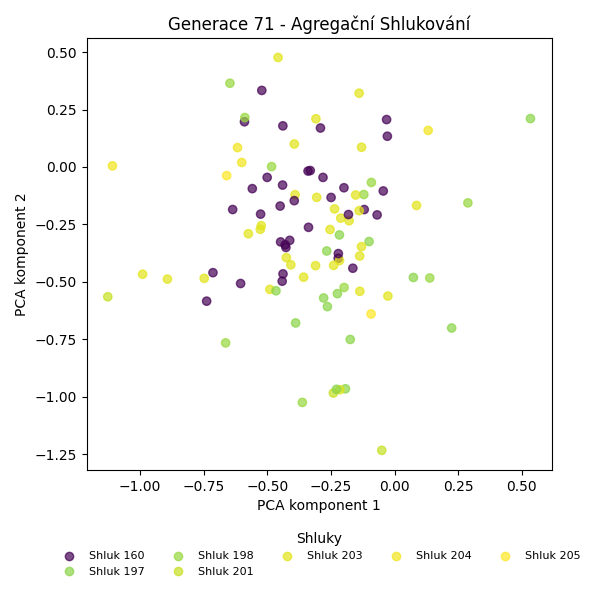 Generace 71 - Agregační Shlukování
0.50
0.25
0.00
−0.25
−0.50
−0.75
−1.00
−1.25
PCA komponent 2
−1.00 −0.75 −0.50 −0.25 0.00 0.25 0.50
PCA komponent 1
Shluky
Shluk 160 Shluk 198 Shluk 203 Shluk 204 Shluk 205
Shluk 197 Shluk 201